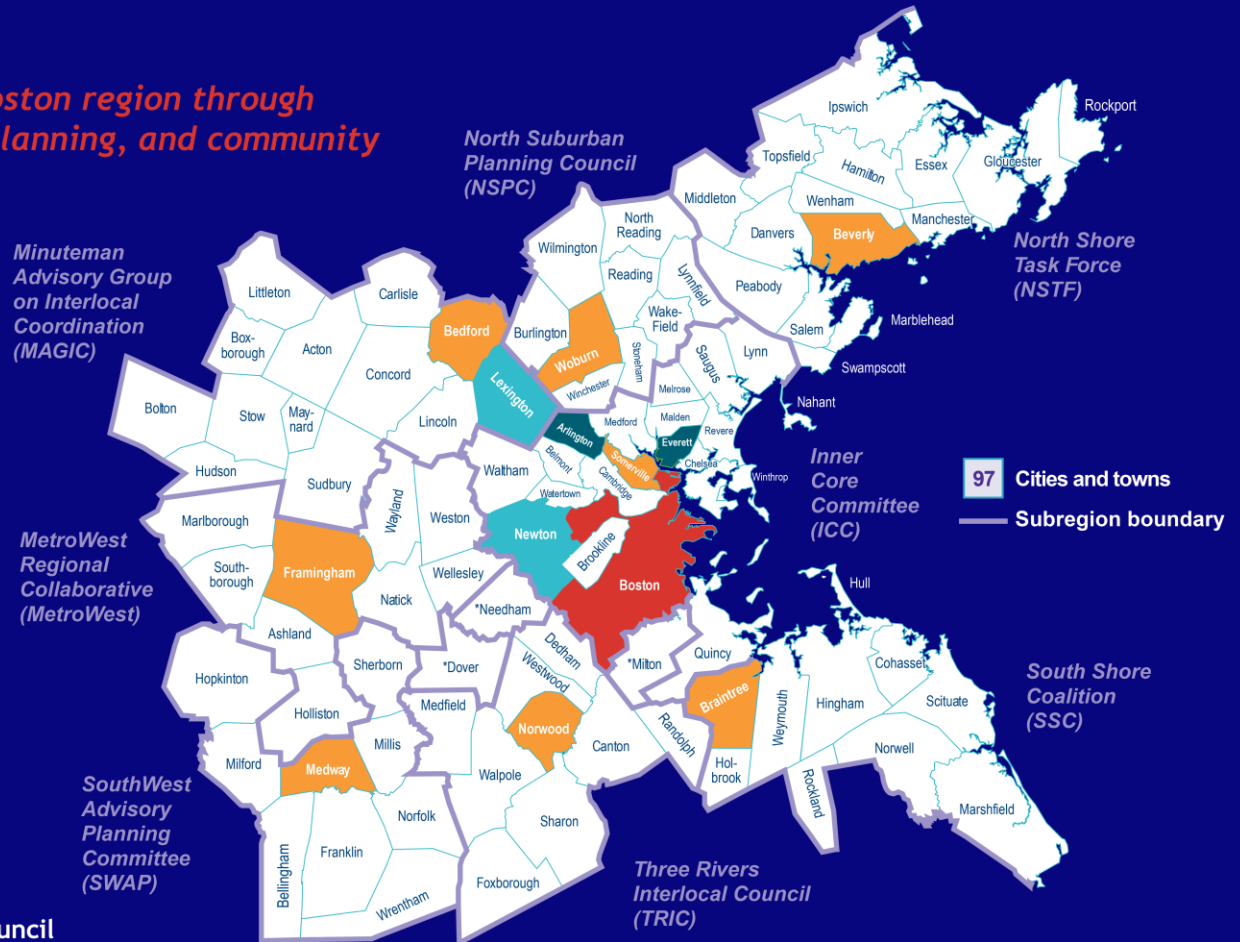 oston region through
lanning, and community
North Suburban
Planning Council
(NSPC)
Minuteman
Advisory Group
on Interlocal
Coordination
(MAGIC)
North Shore
Task Force
(NSTF)
MetroWest
Regional
Collaborative
(MetroWest)
Inner
Core
Committee
(ICC)
97 Cities and towns
Subregion boundary
South Shore
Coalition
(SSC)
SouthWest
Advisory
Planning
Committee
(SWAP)
Three Rivers
Interlocal Council
(TRIC)
Ipswich
Rockport
Topsfield
Hamilton
Essex
Gloucester
Middleton
Wenham
Manchester
Danvers
Beverly
Peabody
Salem
Marblehead
Swampscott
Nahant
Lynn
Saugus
North
Reading
Wilmington
Reading
Lynnfield
Wake-
Field
Burlington
Woburn
Stoneham
Winchester
Littleton
Carlisle
Bedford
Box-
borough
Acton
Concord
Lexington
Bolton
Stow
May-
nard
Lincoln
Hudson
Sudbury
Melrose
Malden
Medford
Revere
Arlington
Everett
Chelsea
Somerville
Winthrop
Belmont
Cambridge
Waltham
Watertown
Newton
Brookline
Boston
Marlborough
Wayland
Weston
South-
borough
Framingham
Wellesley
Natick
Ashland
*Needham
Dedham
Westwood
*Milton
*Dover
Quincy
Hull
Sherborn
Hopkinton
Holliston
Medfield
Millis
Milford
Medway
Norwood
Canton
Randolph
Braintree
Weymouth
Hingham
Cohasset
Scituate
Norwell
Hol-
brook
Rockland
Marshfield
Walpole
Norfolk
Sharon
Franklin
Bellingham
Foxborough
Wrentham
uncil